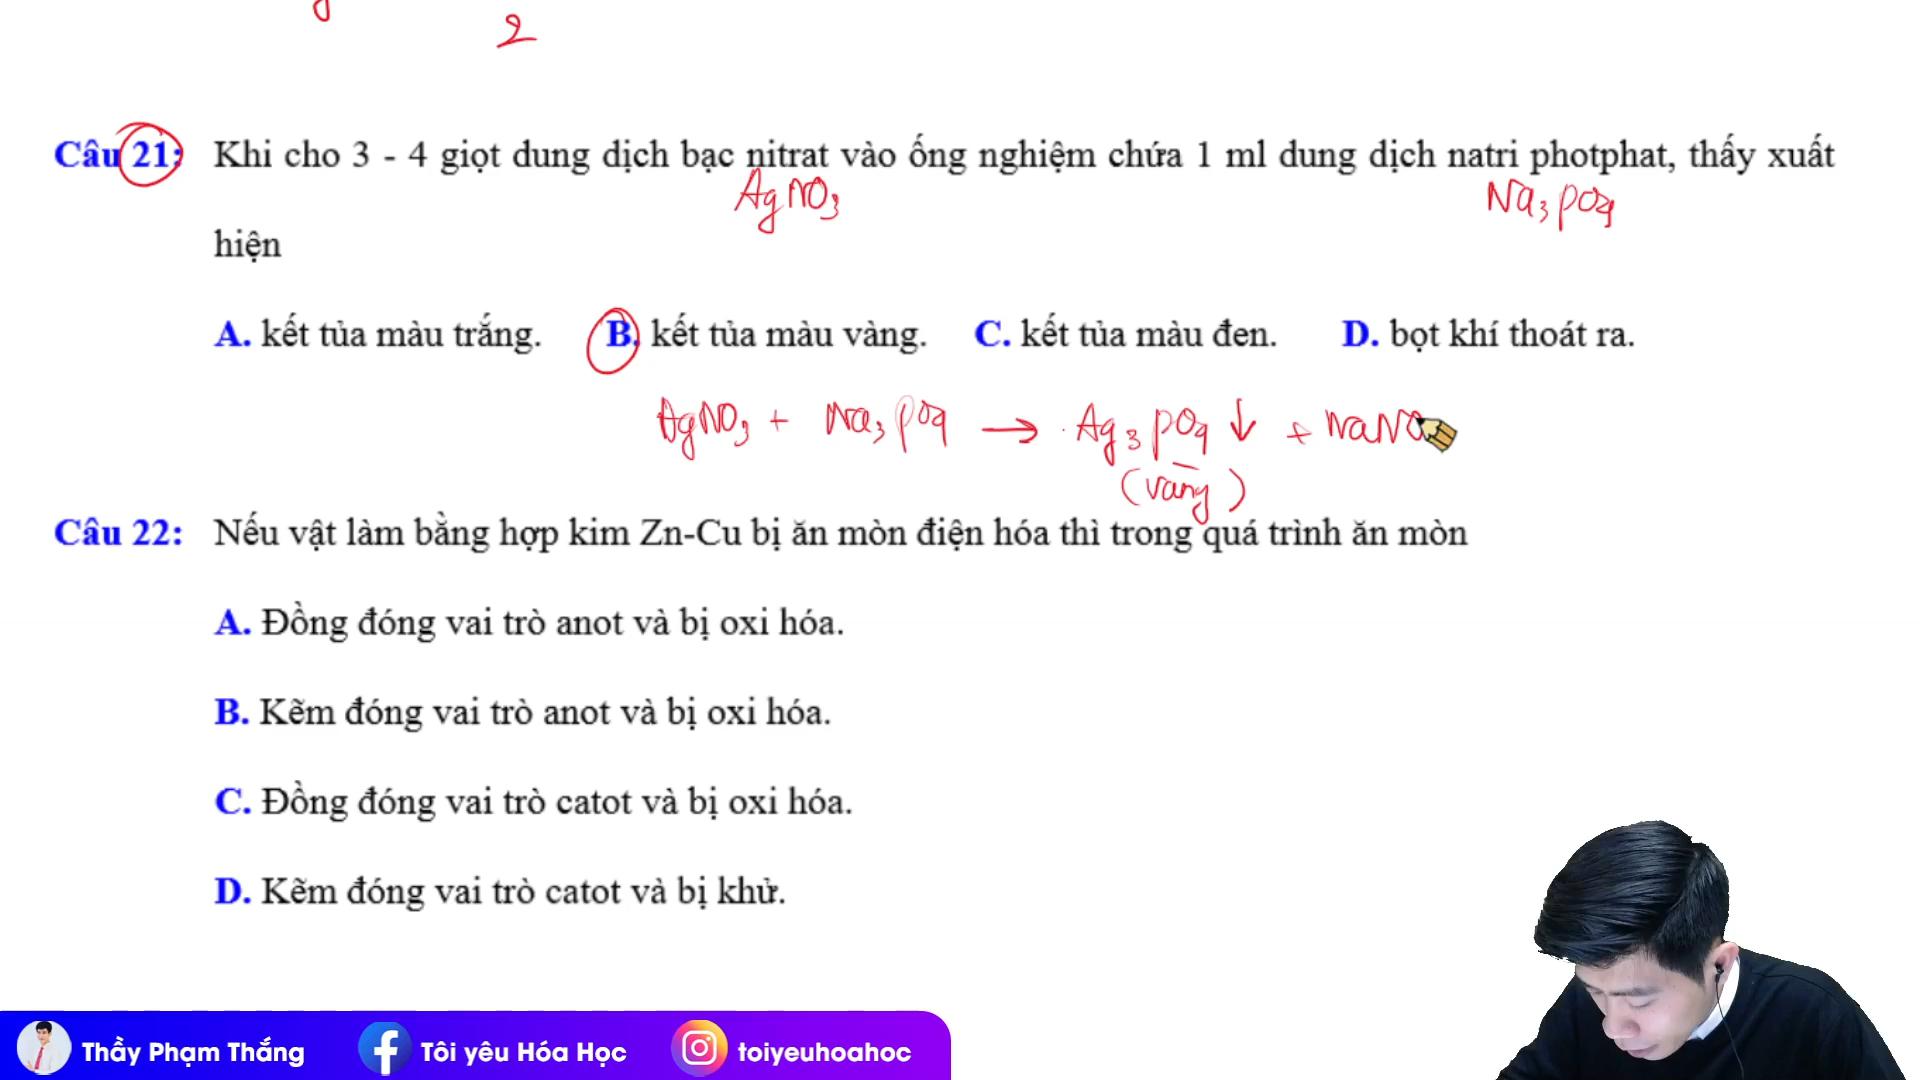 2
Câu 21: Khi cho 3 - 4 giọt dung dịch bạc nitrat vào ống nghiệm chứa 1 ml dung dịch natri photphat, thấy xuất
AgNO₃ Na₃PO₄
hiện
A. kết tủa màu trắng. B. kết tủa màu vàng. C. kết tủa màu đen. D. bọt khí thoát ra.
AgNO₃ + Na₃PO₄ → Ag₃PO₄ ↓ + NaNO
(vàng)
Câu 22: Nếu vật làm bằng hợp kim Zn-Cu bị ăn mòn điện hóa thì trong quá trình ăn mòn
A. Đồng đóng vai trò anot và bị oxi hóa.
B. Kẽm đóng vai trò anot và bị oxi hóa.
C. Đồng đóng vai trò catot và bị oxi hóa.
D. Kẽm đóng vai trò catot và bị khử.
Thầy Phạm Thắng Tôi yêu Hóa Học toiyeuhoahoc